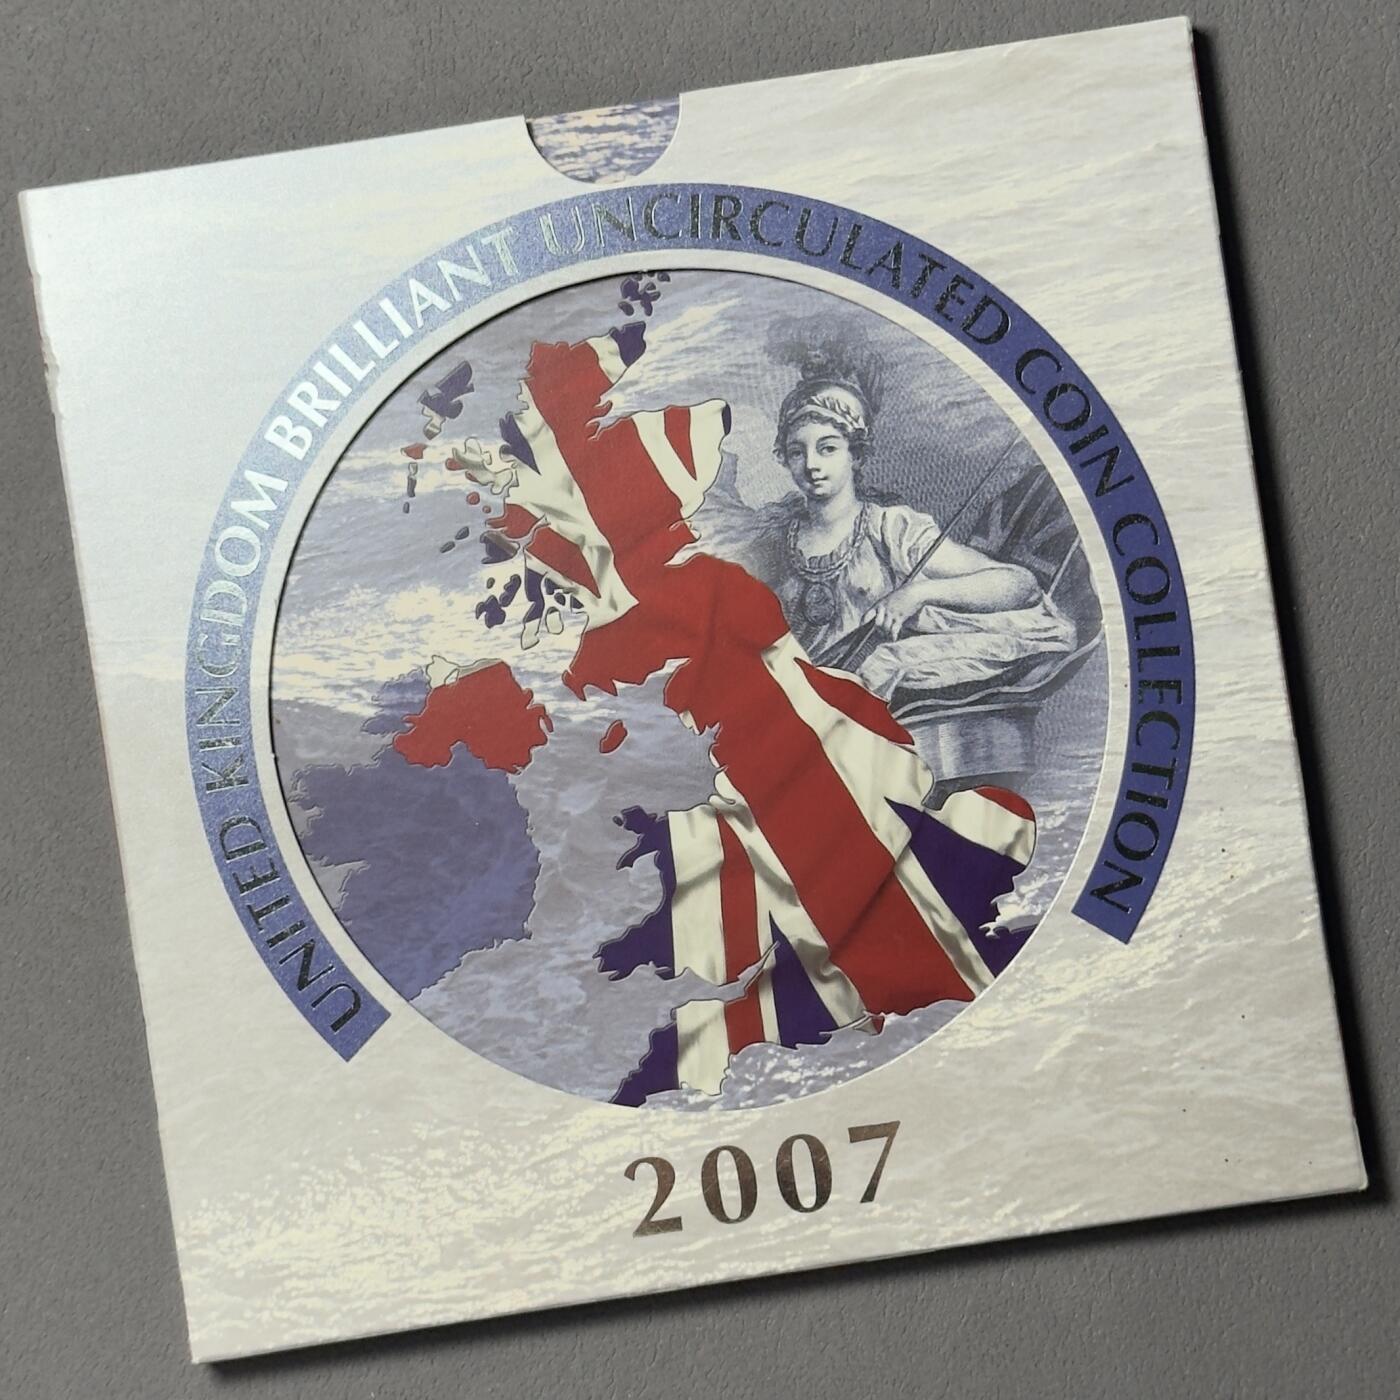 UNITED KINGDOM BRILLIANT UNCIRCULATED COIN COLLECTION
2007